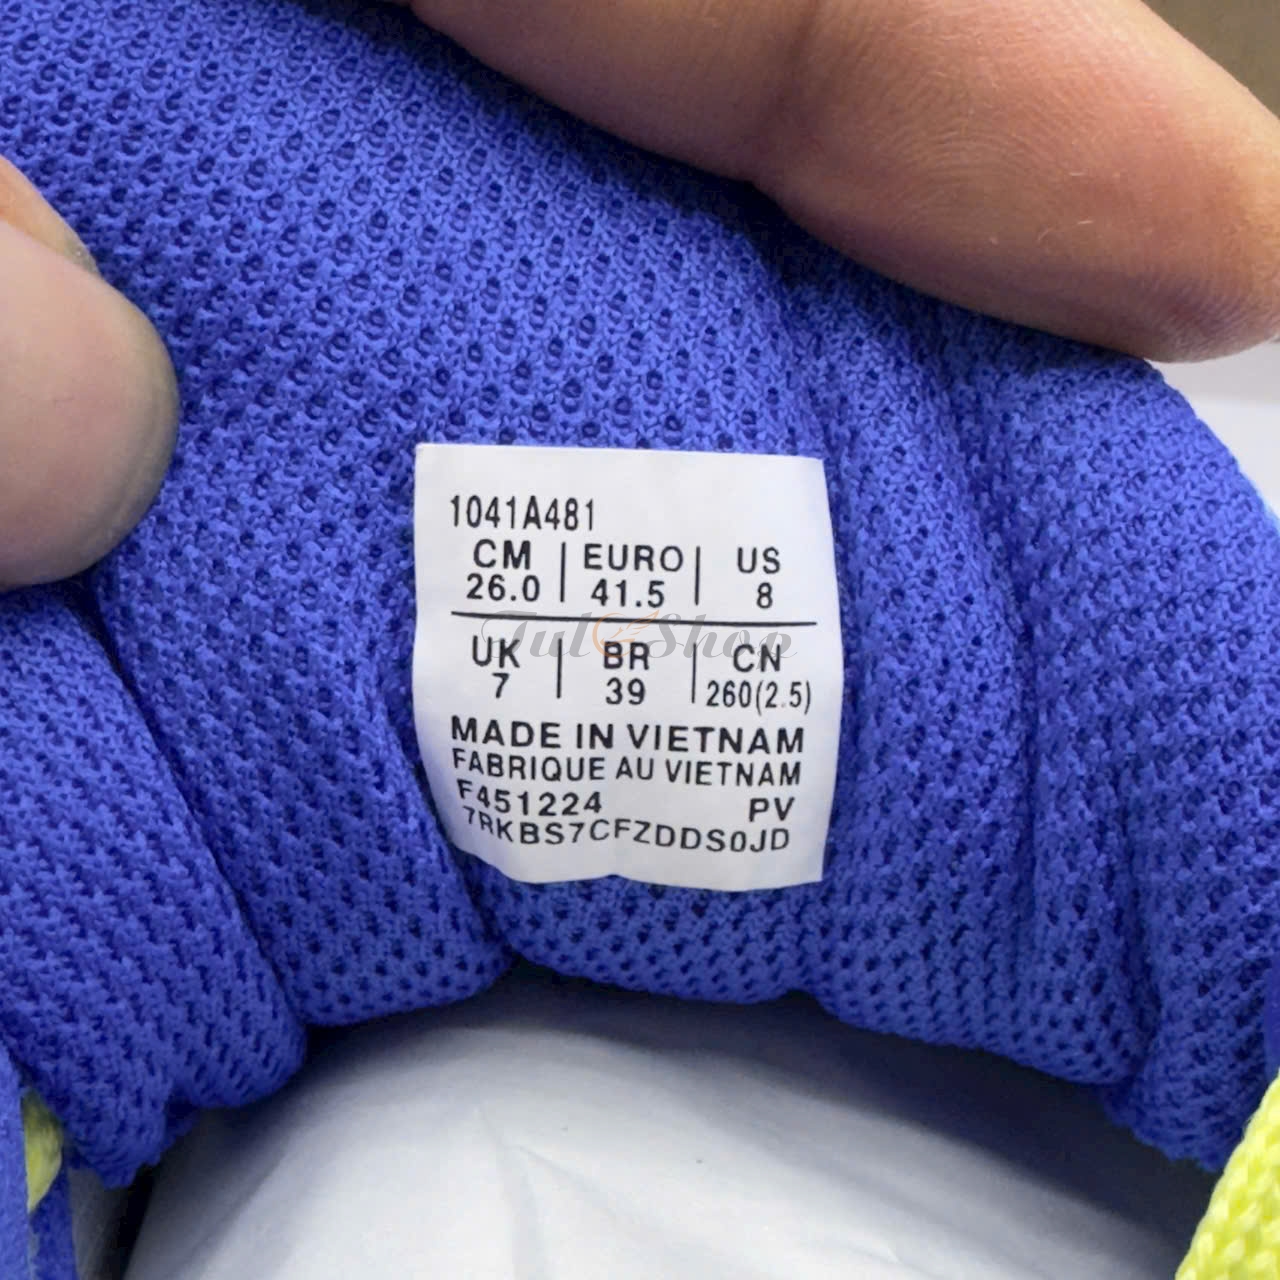 1041A481
CM | EURO | US
26.0 | 41.5 | 8
TuloShop
UK | BR | CN
7 | 39 | 260(2.5)
MADE IN VIETNAM
FABRIQUE AU VIETNAM
F451224 PV
7RKBS7CFZDDS0JD